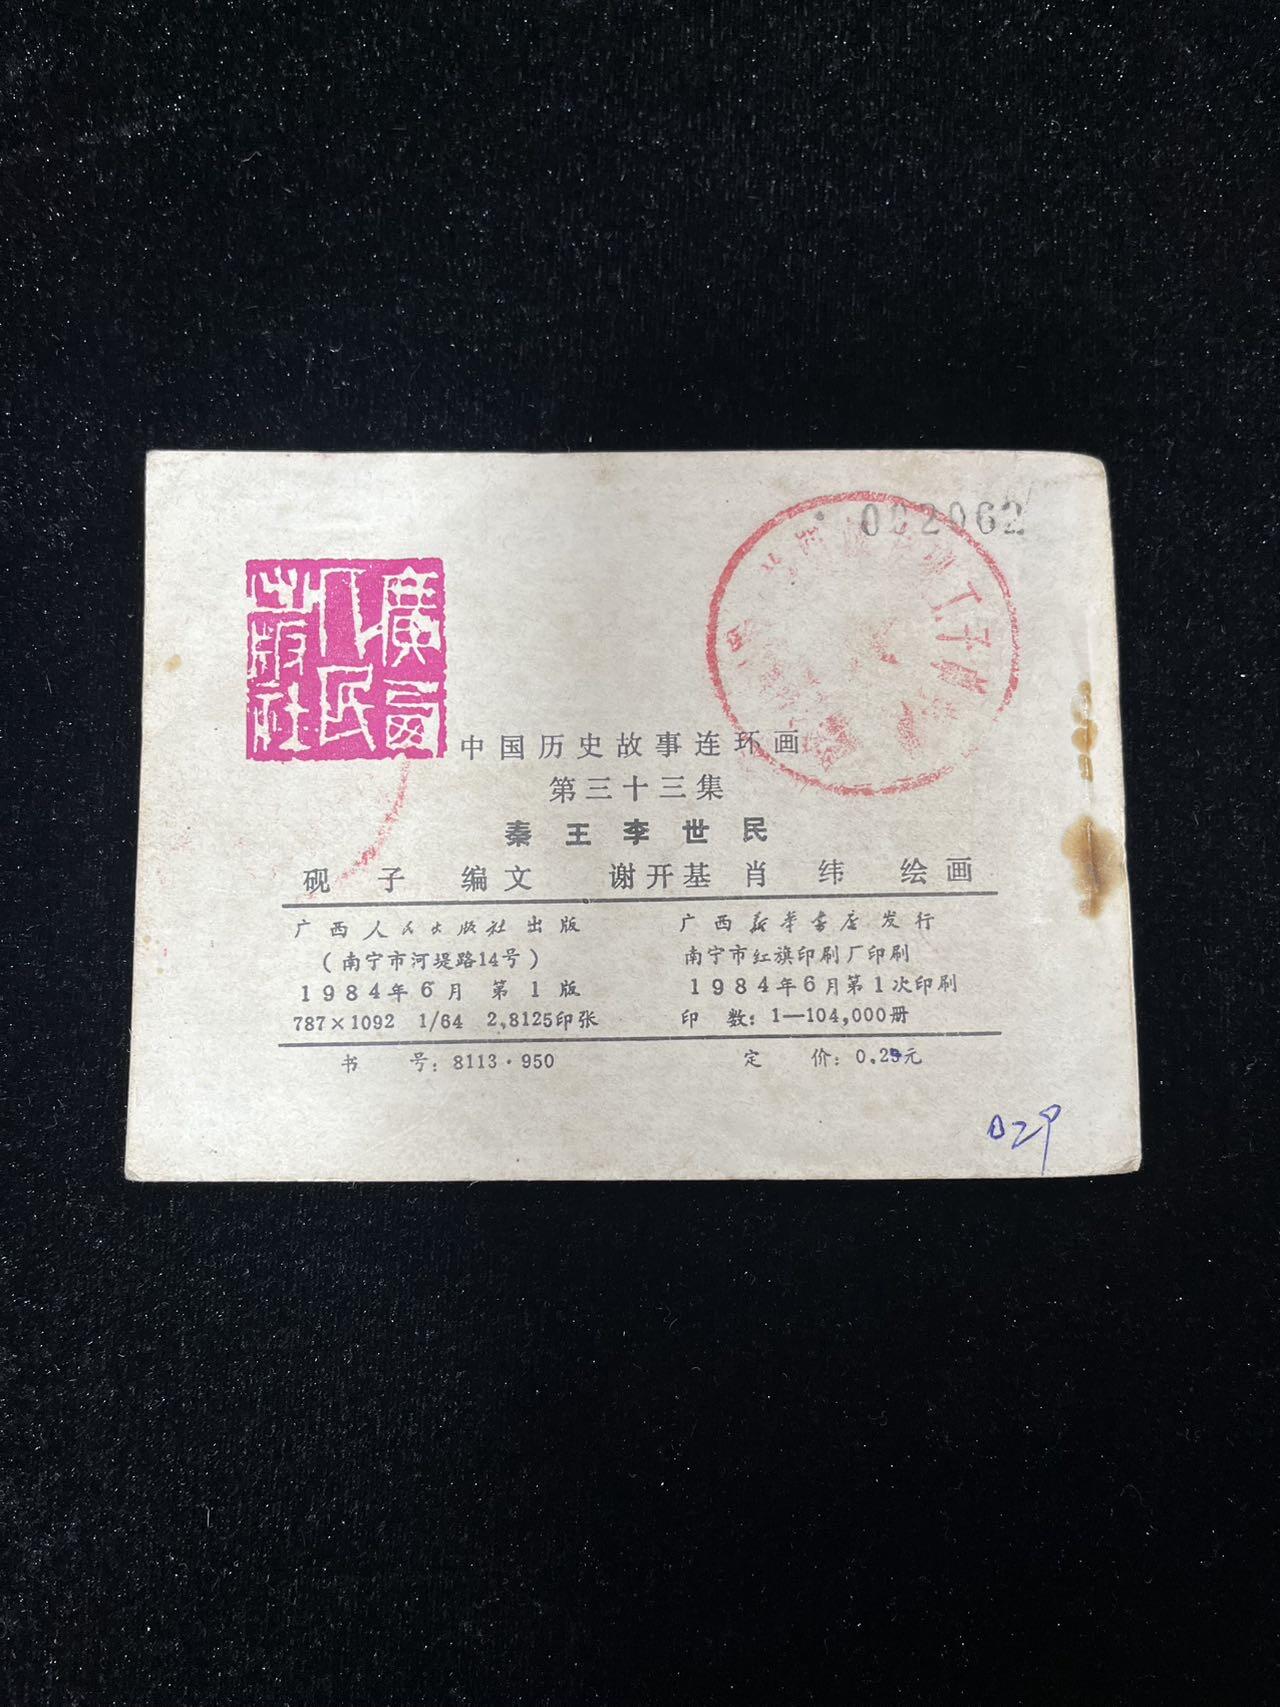 002062
廣西
人民
出版社
中国历史故事连环画
第三十三集
秦王李世民
砚子 编文 谢开基 肖纬 绘画
广西人民出版社出版
(南宁市河堤路14号)
1984年6月 第1版
787×1092 1/64 2,8125印张
广西新华书店发行
南宁市红旗印刷厂印刷
1984年6月第1次印刷
印 数: 1—104,000册
书 号: 8113·950
定 价: 0.29元
029